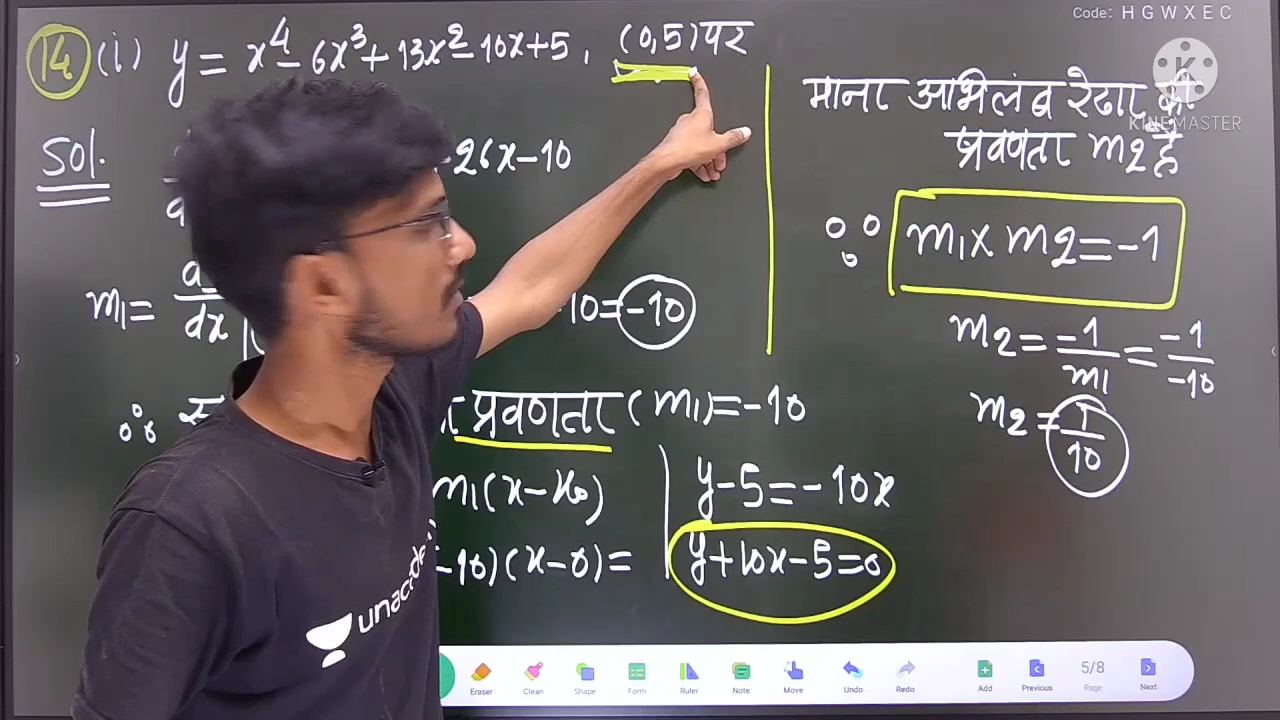 Code: H G W X E C
14 (i) y = x⁴ - 6x³ + 13x² - 10x + 5, (0,5) पर
Sol.
26x - 10
m₁ = dx
10 = -10
∴
प्रवणता (m₁) = -10
m₁(x - x₀)
-10)(x - 0) =
y - 5 = - 10x
y + 10x - 5 = 0
माना अभिलंब रेखा की
प्रवणता m₂ है
∵ m₁ x m₂ = -1
m₂ = -1/m₁ = -1/-10
m₂ = 1/10
KINEMASTER
unacade
Eraser Clean Shape Form Ruler Note Move Undo Redo Add Previous 5/8 Page Next